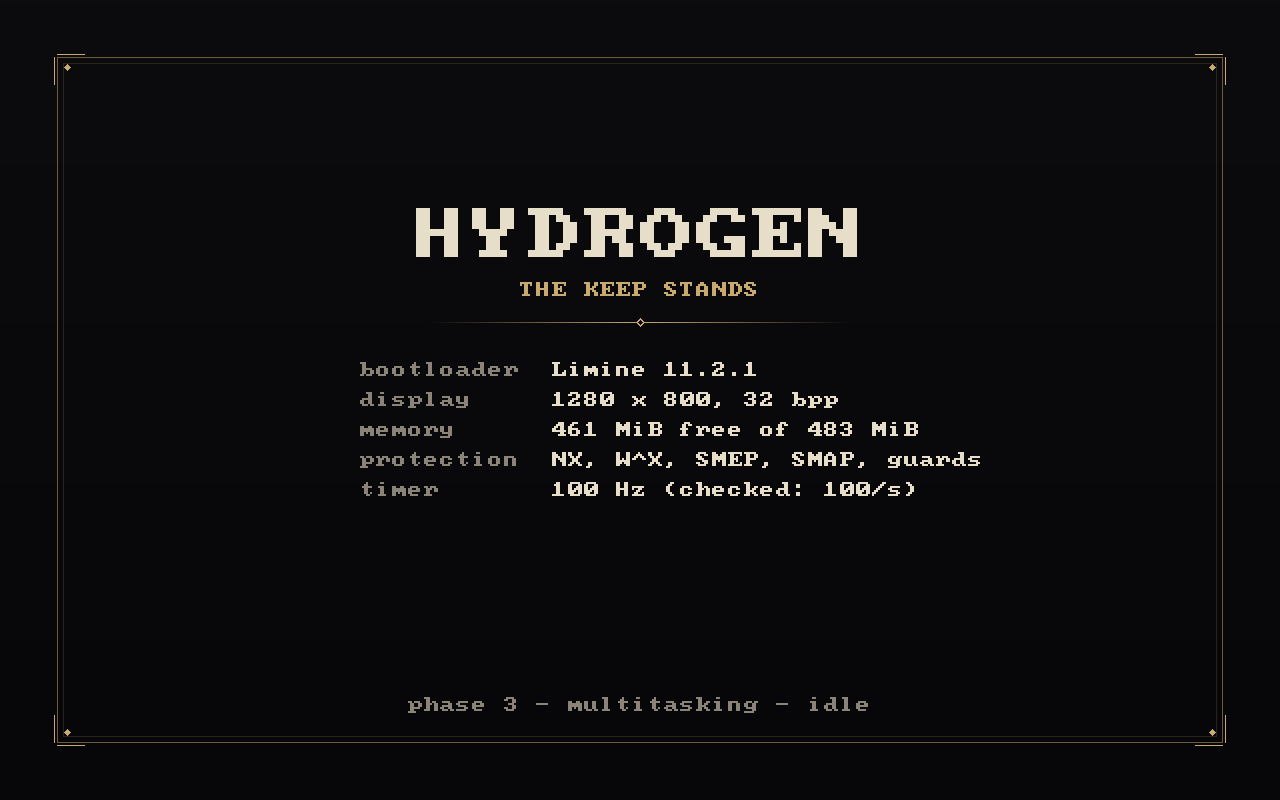 HYDROGEN
THE KEEP STANDS
bootloader Limine 11.2.1
display 1280 x 800, 32 bpp
memory 461 MiB free of 483 MiB
protection NX, W^X, SMEP, SMAP, guards
timer 100 Hz (checked: 100/s)
phase 3 - multitasking - idle